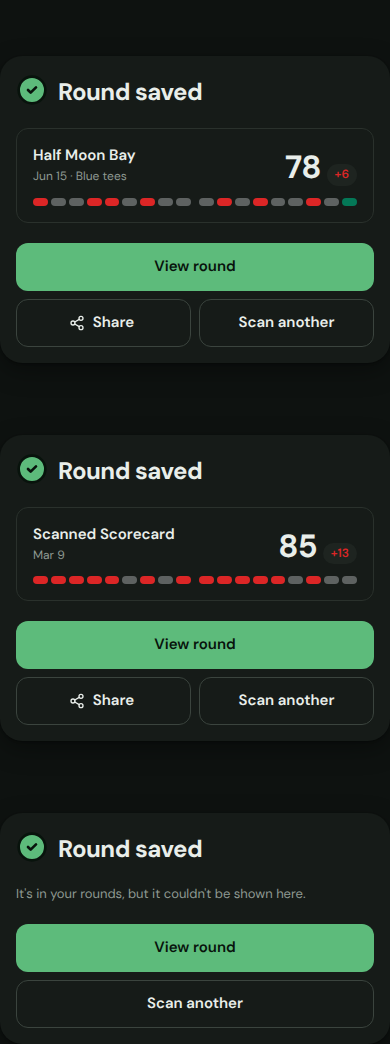 Round saved
Half Moon Bay
Jun 15 · Blue tees
78 +6
View round
Share
Scan another
Round saved
Scanned Scorecard
Mar 9
85 +13
View round
Share
Scan another
Round saved
It's in your rounds, but it couldn't be shown here.
View round
Scan another